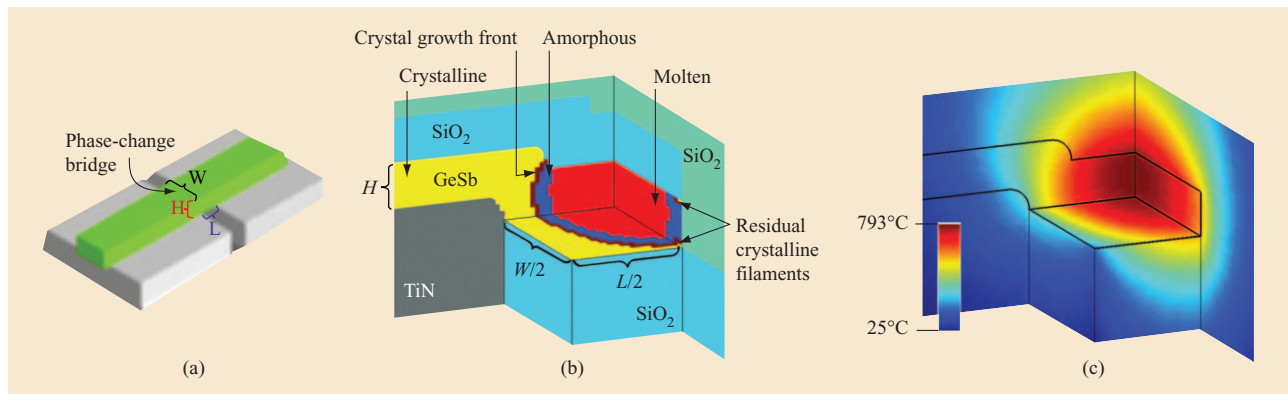 Phase-change
bridge
W
H
L
(a)
Crystal growth front
Amorphous
Crystalline
Molten
SiO2
SiO2
GeSb
H
Residual
crystalline
filaments
W/2
L/2
TiN
SiO2
(b)
793°C
25°C
(c)